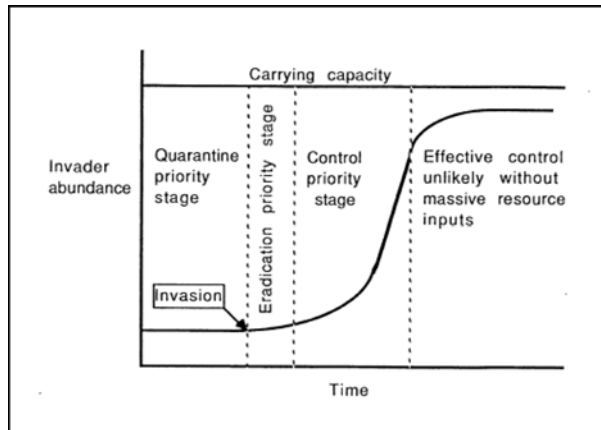 Carrying capacity
Invader
abundance
Quarantine
priority
stage
Eradication priority stage
Control
priority
stage
Effective control
unlikely without
massive resource
inputs
Invasion
Time